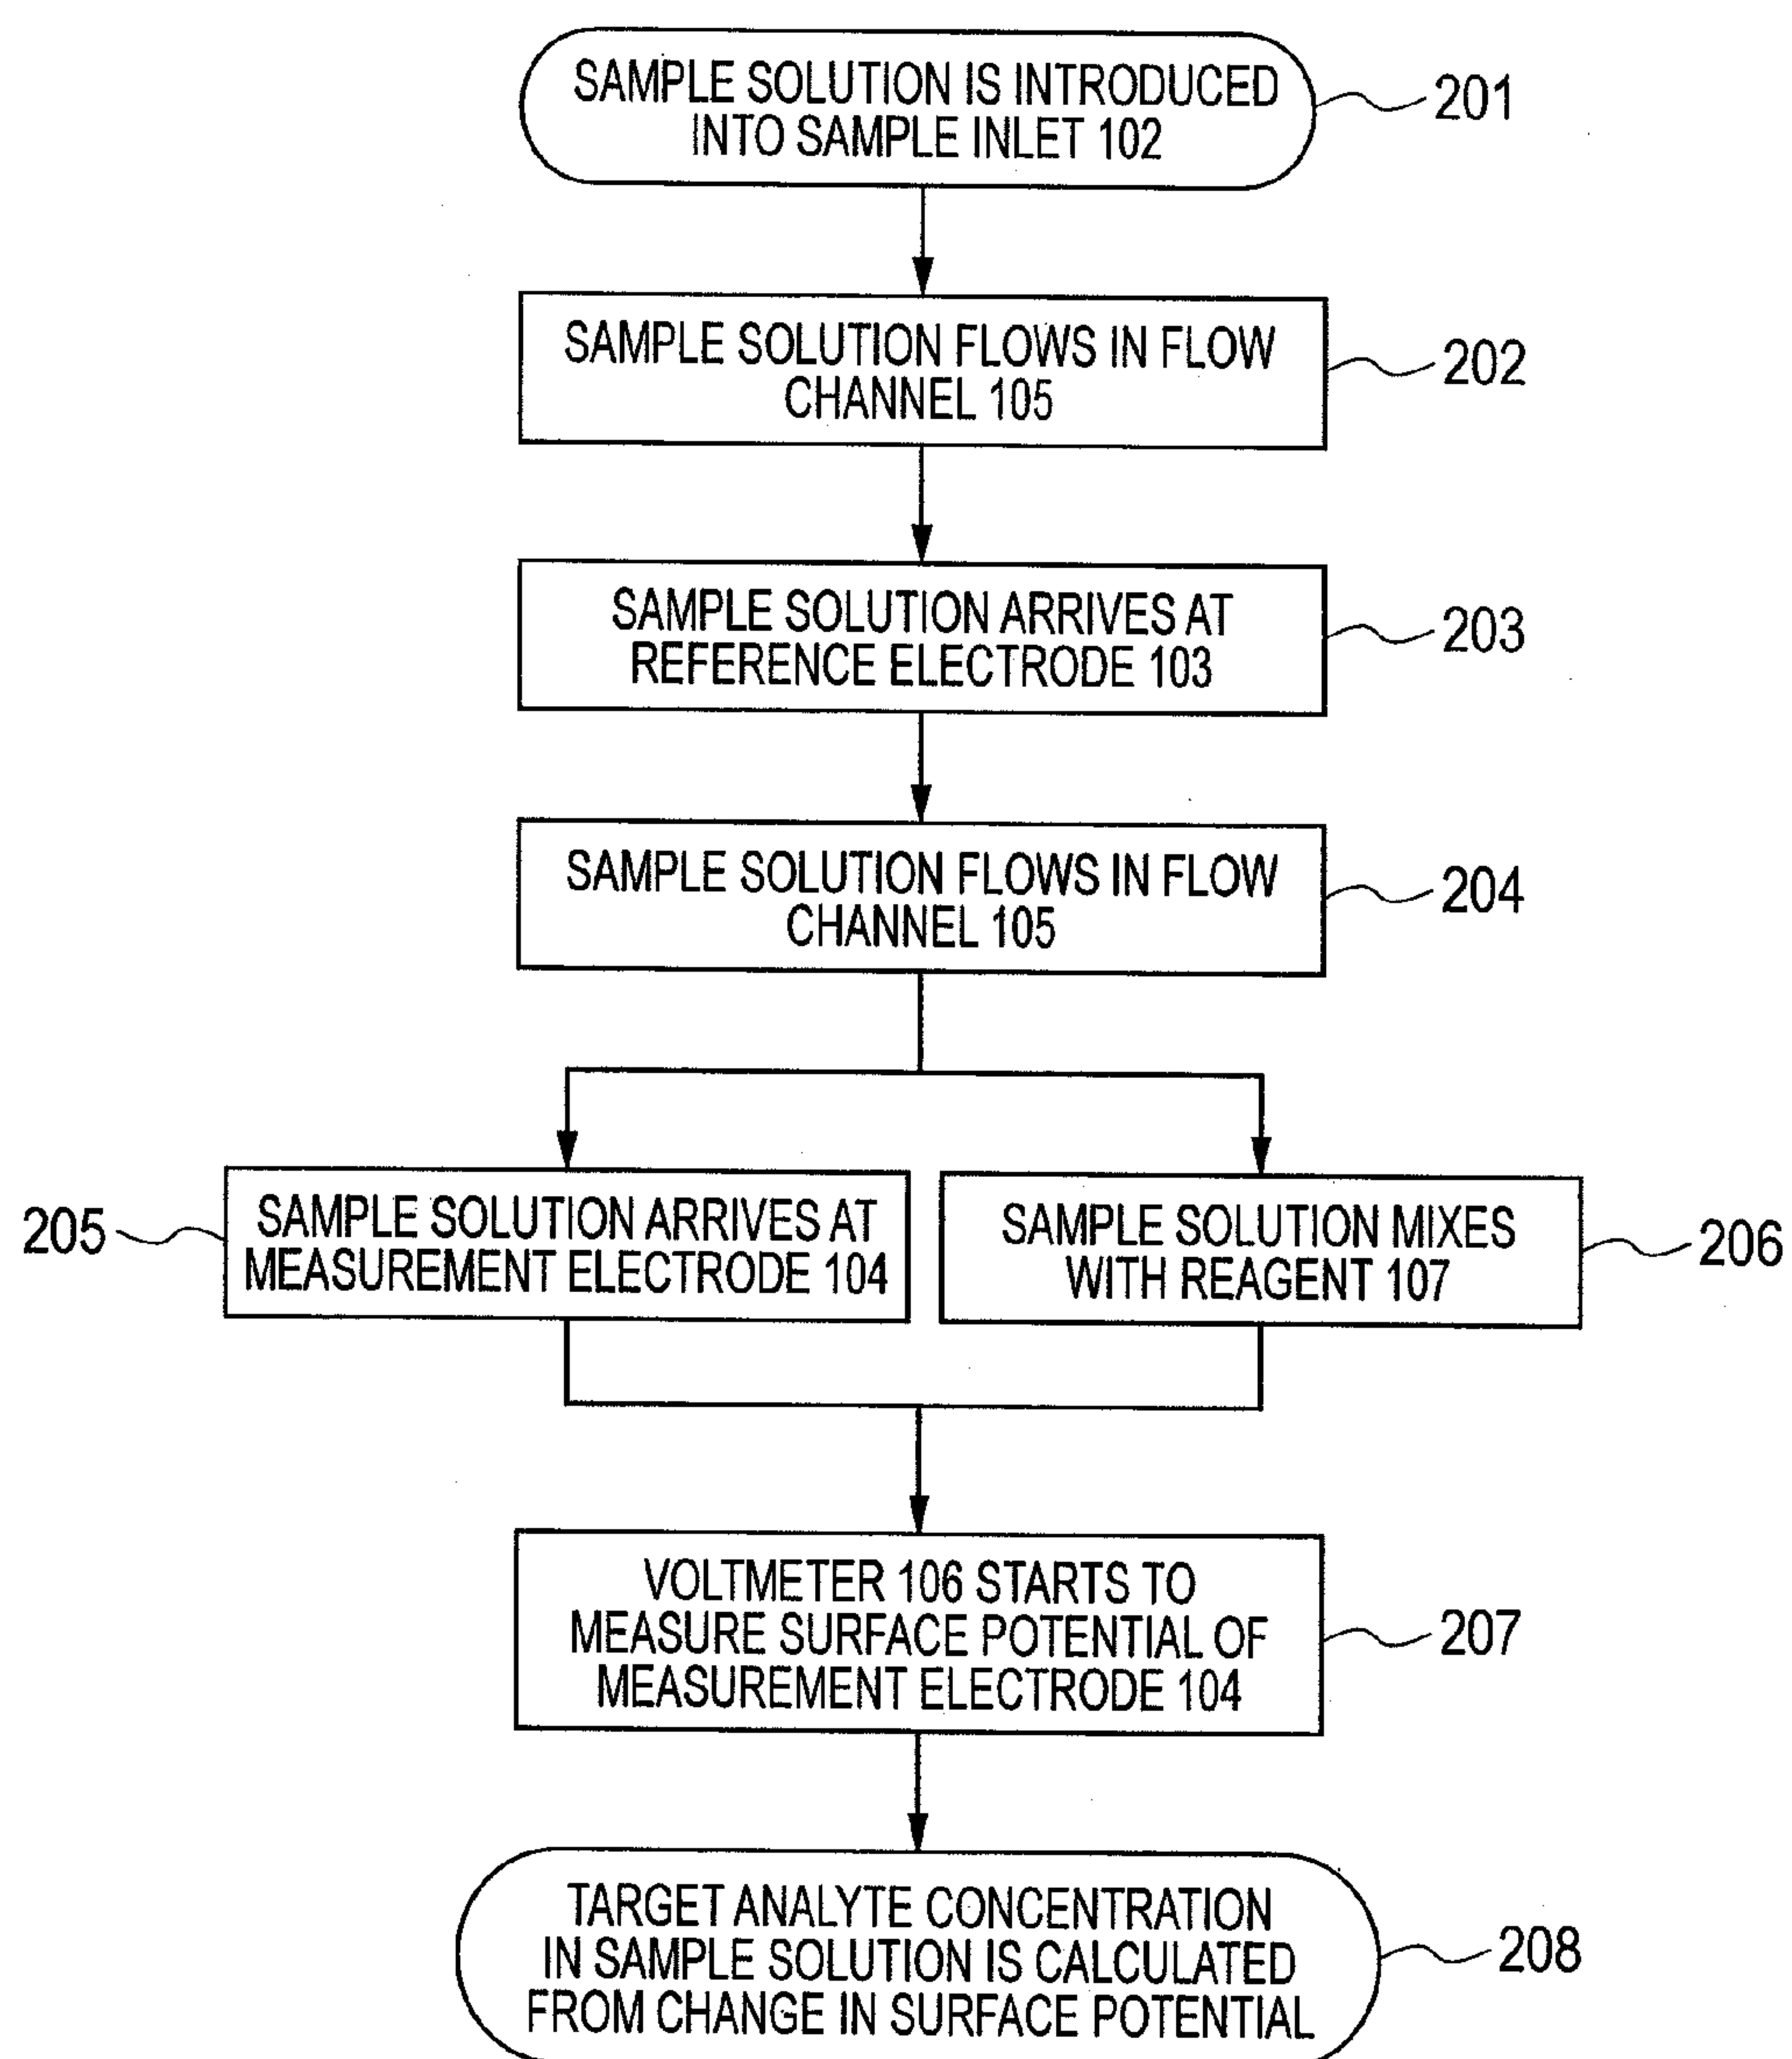 SAMPLE SOLUTION IS INTRODUCED
INTO SAMPLE INLET 102
201
SAMPLE SOLUTION FLOWS IN FLOW
CHANNEL 105
202
SAMPLE SOLUTION ARRIVES AT
REFERENCE ELECTRODE 103
203
SAMPLE SOLUTION FLOWS IN FLOW
CHANNEL 105
204
205
SAMPLE SOLUTION ARRIVES AT
MEASUREMENT ELECTRODE 104
SAMPLE SOLUTION MIXES
WITH REAGENT 107
206
VOLTMETER 106 STARTS TO
MEASURE SURFACE POTENTIAL OF
MEASUREMENT ELECTRODE 104
207
TARGET ANALYTE CONCENTRATION
IN SAMPLE SOLUTION IS CALCULATED
FROM CHANGE IN SURFACE POTENTIAL
208